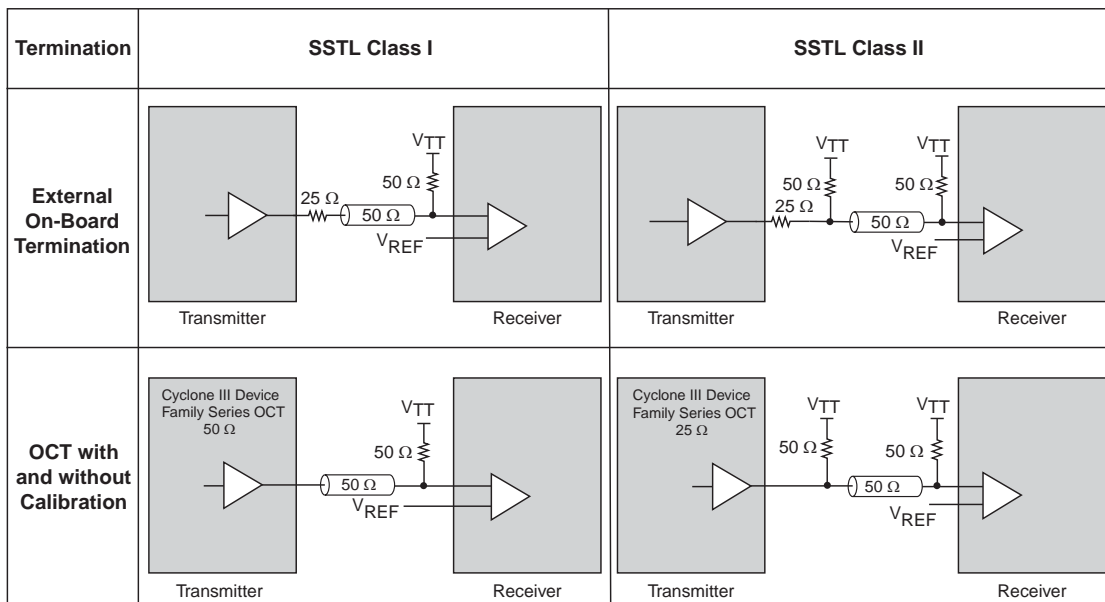 Termination
SSTL Class I
SSTL Class II
External
On-Board
Termination
VTT
50 Ω
25 Ω
50 Ω
VREF
Transmitter
Receiver
VTT
VTT
50 Ω
50 Ω
25 Ω
50 Ω
VREF
Transmitter
Receiver
OCT with
and without
Calibration
Cyclone III Device
Family Series OCT
50 Ω
VTT
50 Ω
50 Ω
VREF
Transmitter
Receiver
Cyclone III Device
Family Series OCT
25 Ω
VTT
VTT
50 Ω
50 Ω
50 Ω
VREF
Transmitter
Receiver